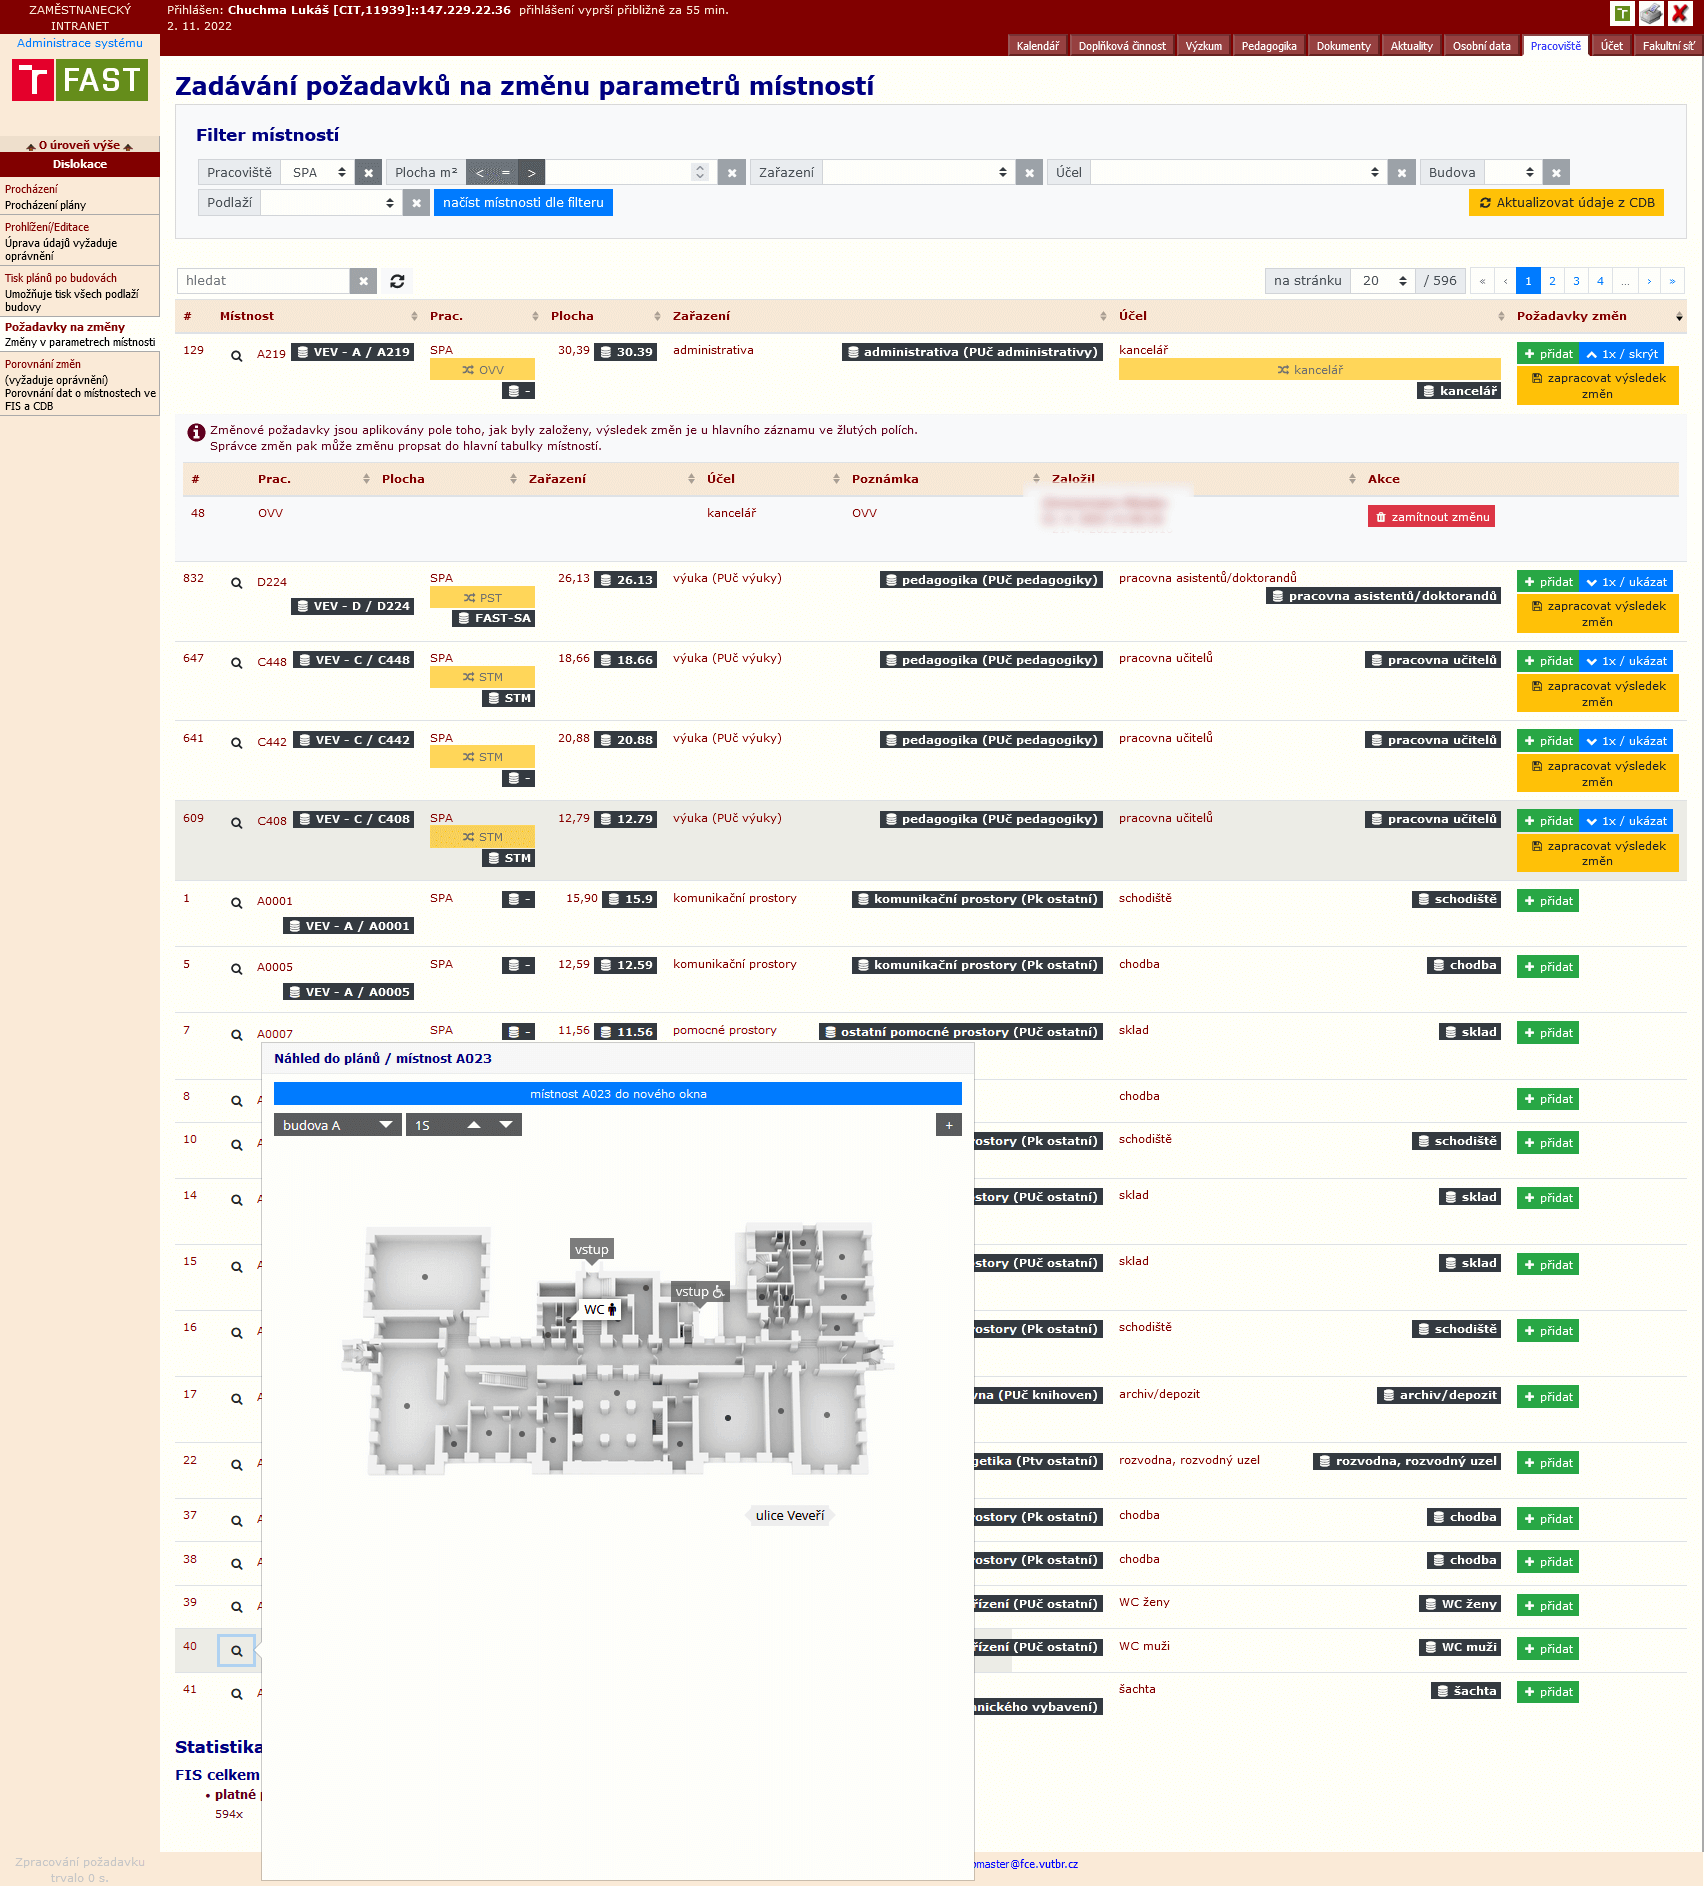 ZAMĚSTNANECKÝ
INTRANET
Administrace systému
FAST
Přihlášen: Chuchma Lukáš [CIT,11939]::147.229.22.36 přihlášení vyprší přibližně za 55 min.
2. 11. 2022
Kalendář Doplňková činnost Výzkum Pedagogika Dokumenty Aktuality Osobní data Pracoviště Účet Fakultní síť
O úroveň výše
Dislokace
Procházení
Procházení plány
Prohlížení/Editace
Úprava údajů vyžaduje
oprávnění
Tisk plánů po budovách
Umožňuje tisk všech podlaží
budovy
Požadavky na změny
Změny v parametrech místnosti
Porovnání změn
(vyžaduje oprávnění)
Porovnání dat o místnostech ve
FIS a CDB
Zadávání požadavků na změnu parametrů místností
Filter místností
Pracoviště SPA Plocha m² < = > Zařazení Účel Budova
Podlaží načíst místnosti dle filteru Aktualizovat údaje z CDB
hledat na stránku 20 / 596 « ‹ 1 2 3 4 ... › »
# Místnost Prac. Plocha Zařazení Účel Požadavky změn
129 A219 VEV - A / A219 SPA 30,39 30.39 administrativa administrativa (PUč administrativy) kancelář přidat 1x / skrýt
OVV kancelář zapracovat výsledek
- kancelář změn
Změnové požadavky jsou aplikovány pole toho, jak byly založeny, výsledek změn je u hlavního záznamu ve žlutých polích.
Správce změn pak může změnu propsat do hlavní tabulky místností.
# Prac. Plocha Zařazení Účel Poznámka Založil Akce
48 OVV kancelář OVV zamítnout změnu
832 D224 SPA 26,13 26.13 výuka (PUč výuky) pedagogika (PUč pedagogiky) pracovna asistentů/doktorandů přidat 1x / ukázat
VEV - D / D224 PST pracovna asistentů/doktorandů zapracovat výsledek
FAST-SA změn
647 C448 VEV - C / C448 SPA 18,66 18.66 výuka (PUč výuky) pedagogika (PUč pedagogiky) pracovna učitelů pracovna učitelů přidat 1x / ukázat
STM zapracovat výsledek
STM změn
641 C442 VEV - C / C442 SPA 20,88 20.88 výuka (PUč výuky) pedagogika (PUč pedagogiky) pracovna učitelů pracovna učitelů přidat 1x / ukázat
STM zapracovat výsledek
- změn
609 C408 VEV - C / C408 SPA 12,79 12.79 výuka (PUč výuky) pedagogika (PUč pedagogiky) pracovna učitelů pracovna učitelů přidat 1x / ukázat
STM zapracovat výsledek
STM změn
1 A0001 SPA - 15,90 15.9 komunikační prostory komunikační prostory (Pk ostatní) schodiště schodiště přidat
VEV - A / A0001
5 A0005 SPA - 12,59 12.59 komunikační prostory komunikační prostory (Pk ostatní) chodba chodba přidat
VEV - A / A0005
7 A0007 SPA - 11,56 11.56 pomocné prostory ostatní pomocné prostory (PUč ostatní) sklad sklad přidat
Náhled do plánů / místnost A023
místnost A023 do nového okna
budova A 1S +
vstup
vstup
WC
ulice Veveří
8 chodba přidat
10 ostory (Pk ostatní) schodiště schodiště přidat
14 story (PUč ostatní) sklad sklad přidat
15 story (PUč ostatní) sklad sklad přidat
16 ostory (Pk ostatní) schodiště schodiště přidat
17 vna (PUč knihoven) archiv/depozit archiv/depozit přidat
22 getika (Ptv ostatní) rozvodna, rozvodný uzel rozvodna, rozvodný uzel přidat
37 ostory (Pk ostatní) chodba chodba přidat
38 ostory (Pk ostatní) chodba chodba přidat
39 řízení (PUč ostatní) WC ženy WC ženy přidat
40 řízení (PUč ostatní) WC muži WC muži přidat
41 šachta šachta přidat
nického vybavení)
Statistika
FIS celkem
• platné
594x
Zpracování požadavku
trvalo 0 s.
master@fce.vutbr.cz